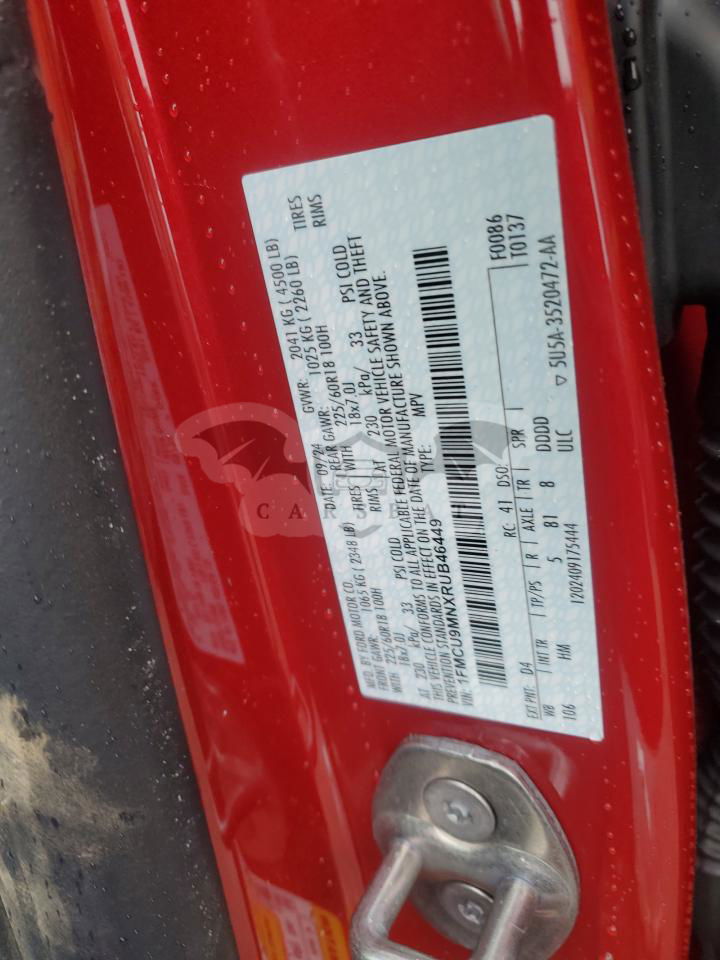 MFD. BY FORD MOTOR CO.
DATE: 09/24 GVWR: 2041 KG ( 4500 LB)
FRONT GAWR: 1065 KG ( 2348 LB) REAR GAWR: 1025 KG ( 2260 LB)
WITH 225/60R18 100H TIRES WITH 225/60R18 100H TIRES
18x7.0J RIMS 18x7.0J RIMS
AT 230 kPa/ 33 PSI COLD AT 230 kPa/ 33 PSI COLD
THIS VEHICLE CONFORMS TO ALL APPLICABLE FEDERAL MOTOR VEHICLE SAFETY AND THEFT
PREVENTION STANDARDS IN EFFECT ON THE DATE OF MANUFACTURE SHOWN ABOVE.
VIN: 1FMCU9MNXRUB46449 TYPE: MPV
F0086
T0137
EXT PNT: D4 RC: 41 DSO:
WB INT TR TP/PS R AXLE TR SPR
106 HM 5 81 8 DDDD
1202409175444 ULC
▽ 5U5A-3520472-AA
CARS